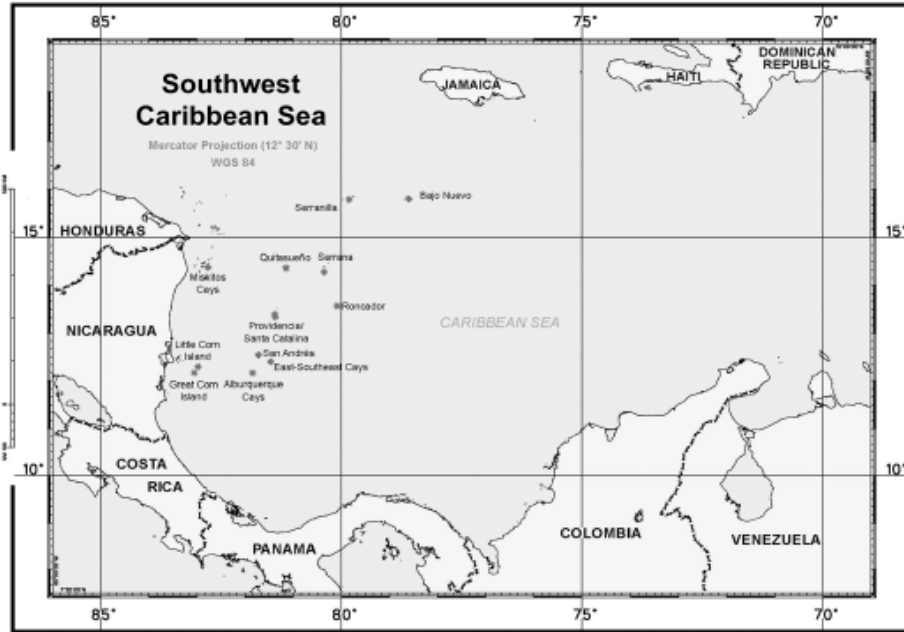 85°
80°
75°
70°
Southwest
Caribbean Sea
Mercator Projection (12° 30' N)
WGS 84
JAMAICA
HAITI
DOMINICAN
REPUBLIC
Serranilla
Bajo Nuevo
15°
HONDURAS
15°
Quitasueño
Serrana
Miskitos
Cays
Roncador
NICARAGUA
Providencia/
Santa Catalina
CARIBBEAN SEA
Little Corn
Island
San Andrés
East-Southeast Cays
Great Corn
Island
Alburquerque
Cays
10°
COSTA
RICA
10°
PANAMA
COLOMBIA
VENEZUELA
85°
80°
75°
70°